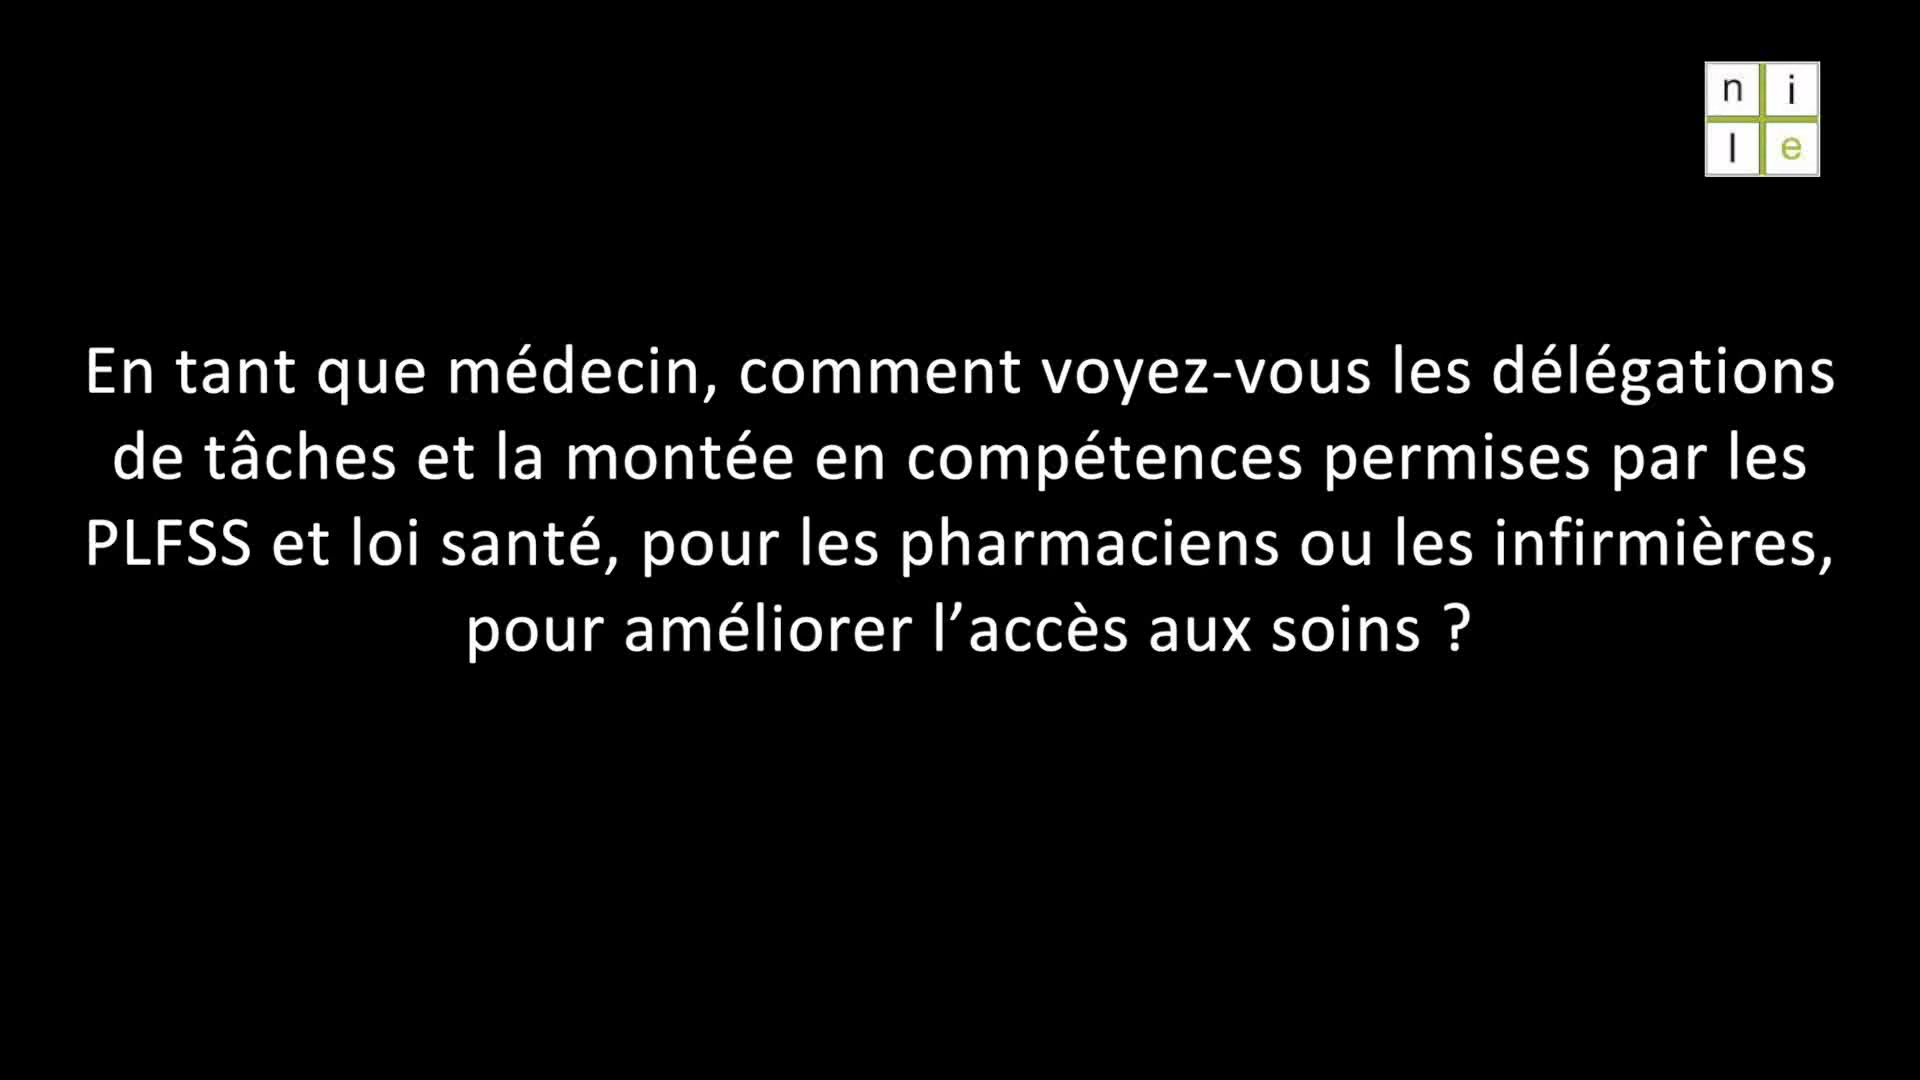 n i
l e
En tant que médecin, comment voyez-vous les délégations
de tâches et la montée en compétences permises par les
PLFSS et loi santé, pour les pharmaciens ou les infirmières,
pour améliorer l’accès aux soins ?